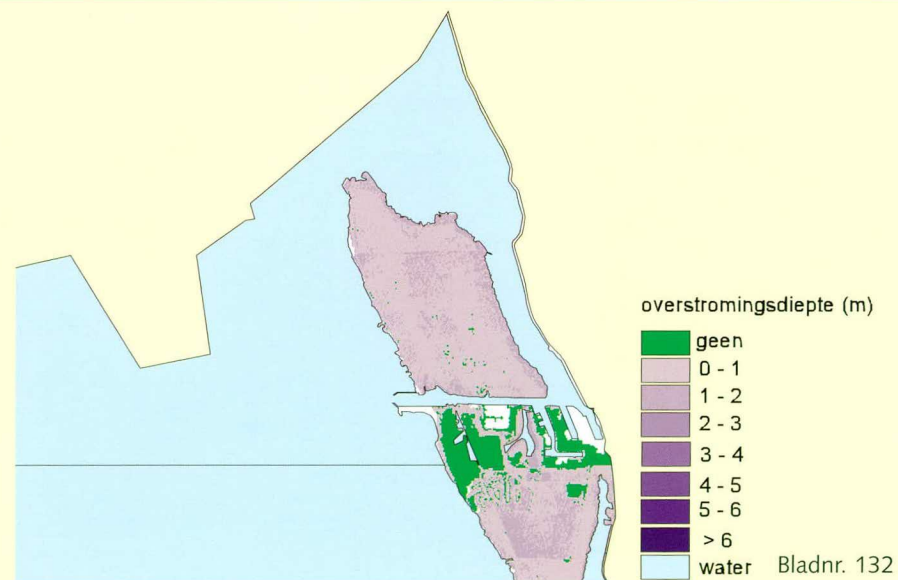 overstromingsdiepte (m)
geen
0 - 1
1 - 2
2 - 3
3 - 4
4 - 5
5 - 6
> 6
water Bladnr. 132